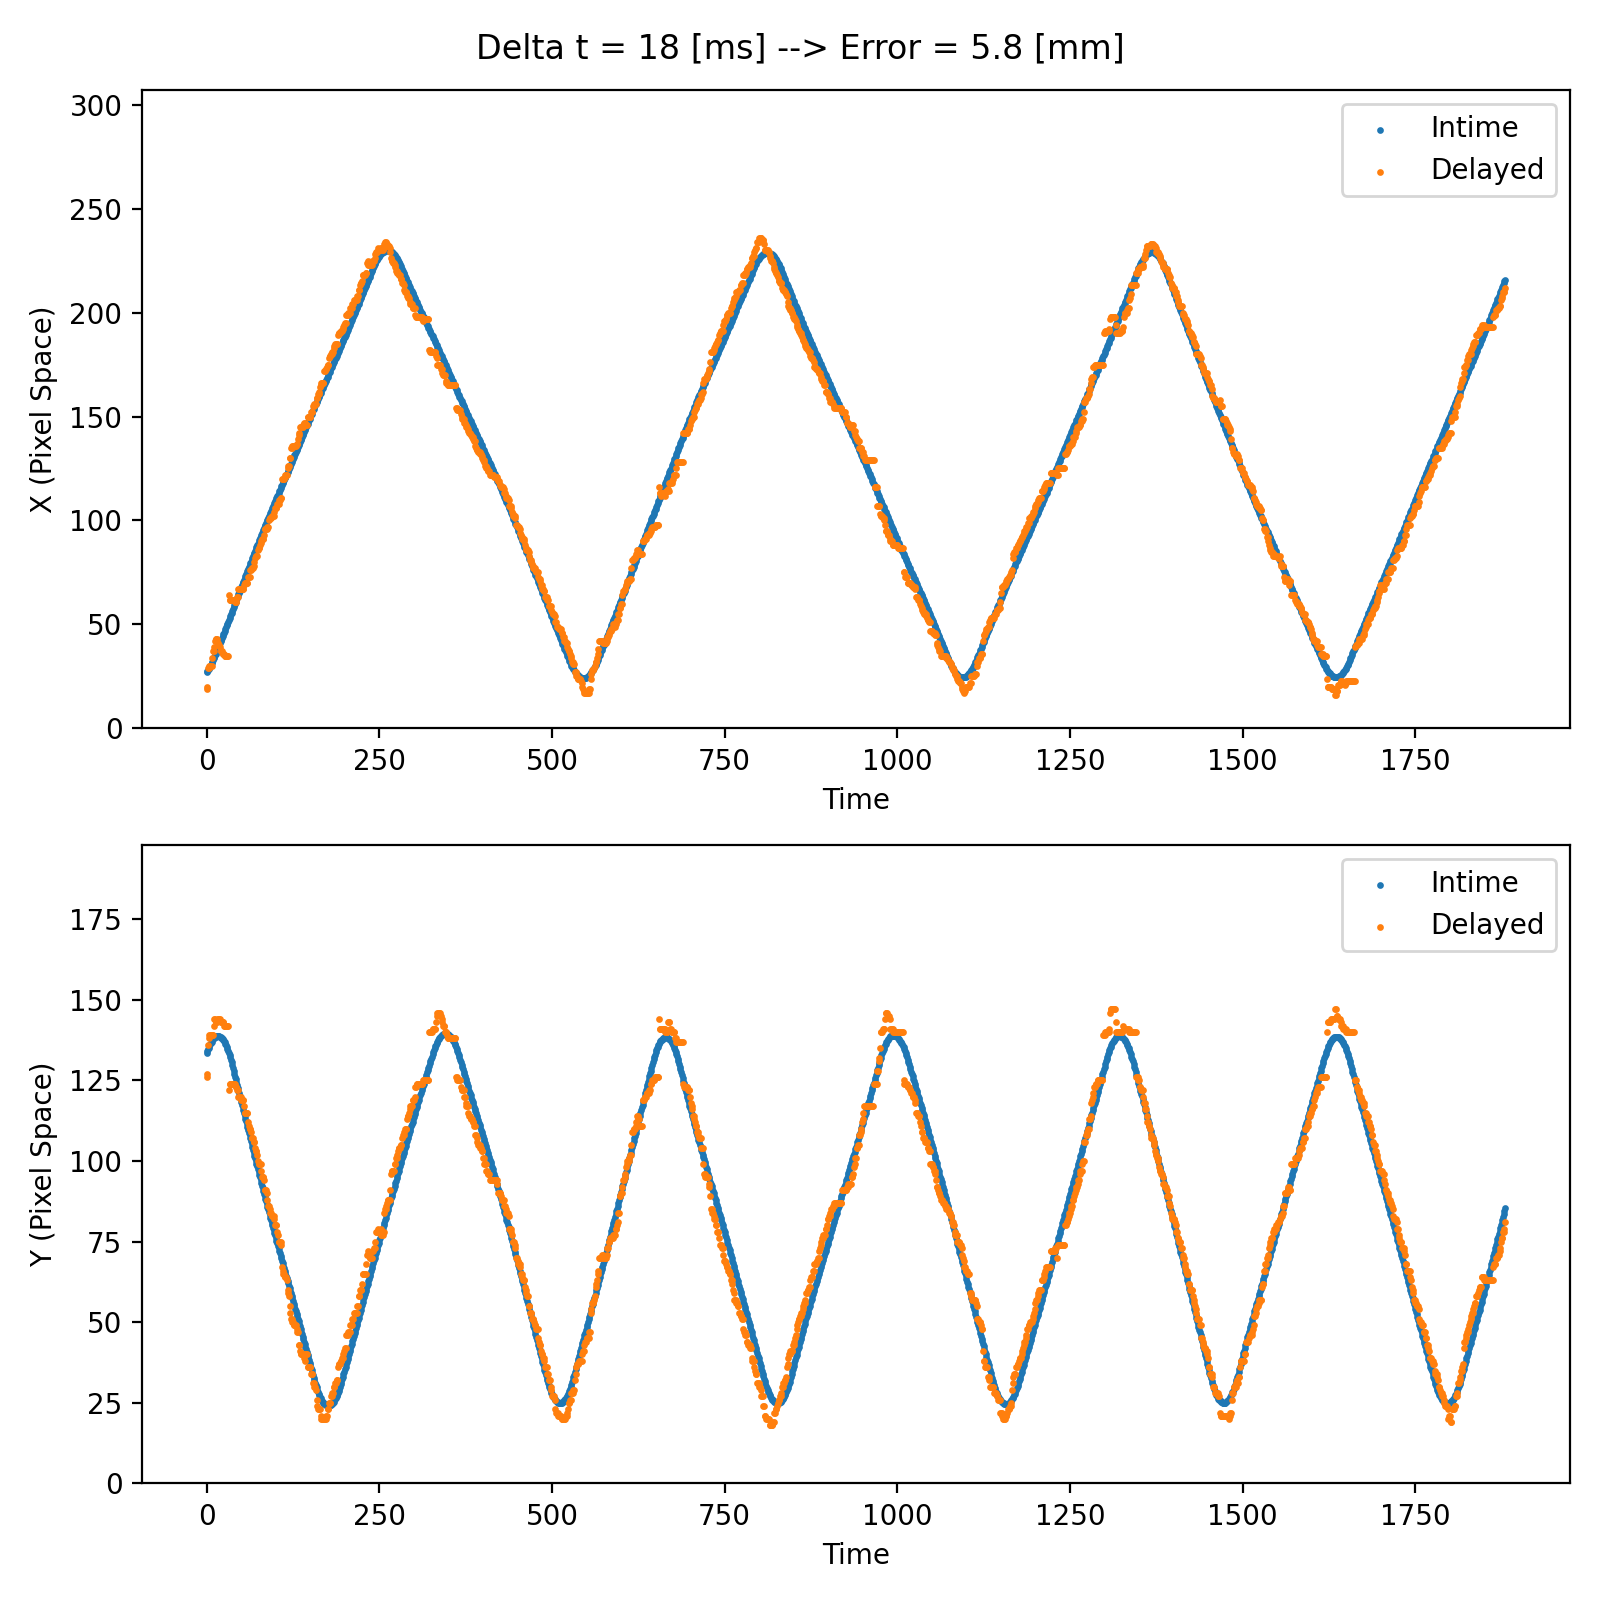 Delta t = 18 [ms] --> Error = 5.8 [mm]
300
250
200
150
100
50
0
X (Pixel Space)
Intime
Delayed
0 250 500 750 1000 1250 1500 1750
Time
175
150
125
100
75
50
25
0
Y (Pixel Space)
Intime
Delayed
0 250 500 750 1000 1250 1500 1750
Time